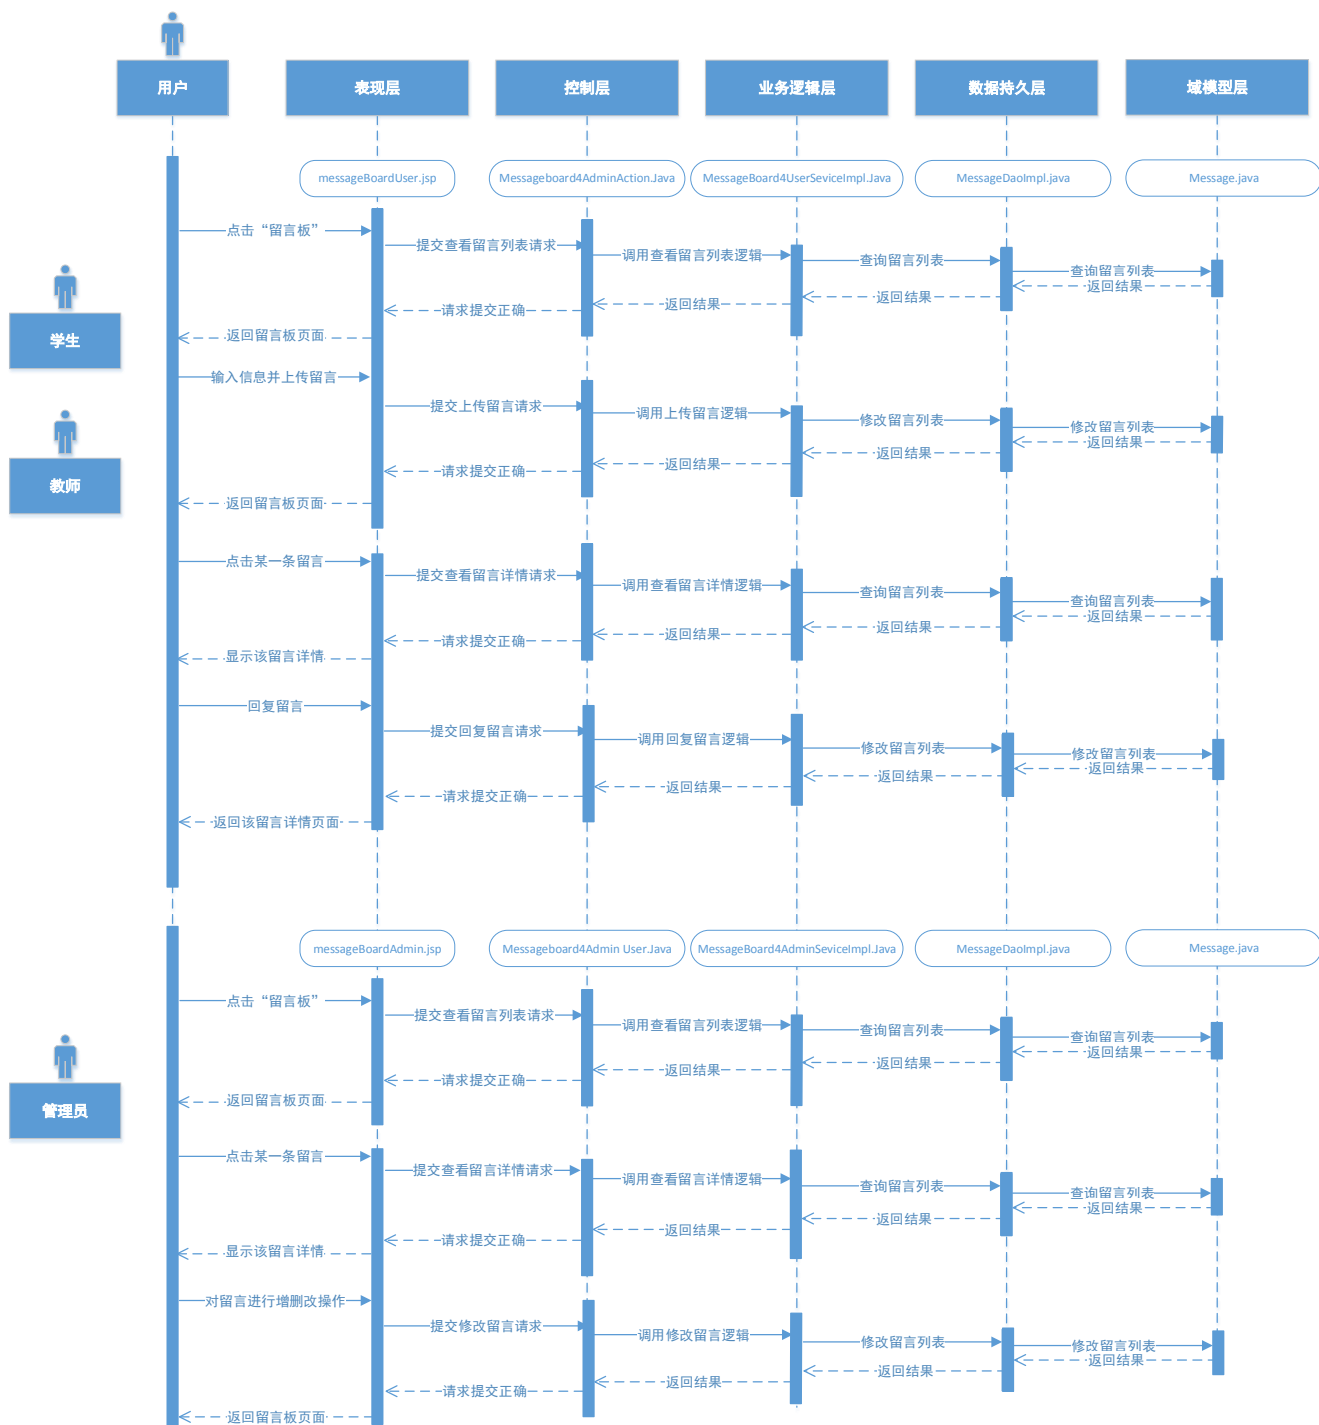 用户
表现层
控制层
业务逻辑层
数据持久层
域模型层
messageBoardUser.jsp
Messageboard4AdminAction.Java
MessageBoard4UserSeviceImpl.Java
MessageDaoImpl.java
Message.java
点击“留言板”
提交查看留言列表请求
调用查看留言列表逻辑
查询留言列表
查询留言列表
返回结果
返回结果
返回结果
请求提交正确
返回留言板页面
学生
输入信息并上传留言
提交上传留言请求
调用上传留言逻辑
修改留言列表
修改留言列表
返回结果
返回结果
返回结果
请求提交正确
教师
返回留言板页面
点击某一条留言
提交查看留言详情请求
调用查看留言详情逻辑
查询留言列表
查询留言列表
返回结果
返回结果
返回结果
请求提交正确
显示该留言详情
回复留言
提交回复留言请求
调用回复留言逻辑
修改留言列表
修改留言列表
返回结果
返回结果
返回结果
请求提交正确
返回该留言详情页面
messageBoardAdmin.jsp
Messageboard4Admin User.Java
MessageBoard4AdminSeviceImpl.Java
MessageDaoImpl.java
Message.java
点击“留言板”
提交查看留言列表请求
调用查看留言列表逻辑
查询留言列表
查询留言列表
返回结果
返回结果
返回结果
请求提交正确
返回留言板页面
管理员
点击某一条留言
提交查看留言详情请求
调用查看留言详情逻辑
查询留言列表
查询留言列表
返回结果
返回结果
返回结果
请求提交正确
显示该留言详情
对留言进行增删改操作
提交修改留言请求
调用修改留言逻辑
修改留言列表
修改留言列表
返回结果
返回结果
返回结果
请求提交正确
返回留言板页面